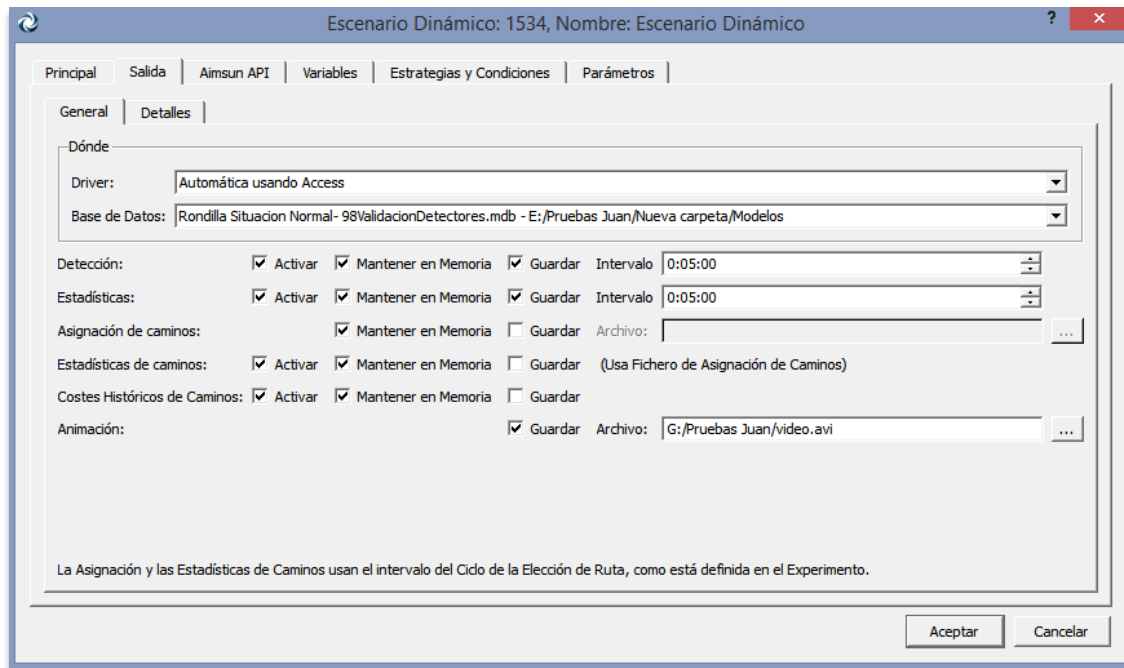 Escenario Dinámico: 1534, Nombre: Escenario Dinámico ? ×
Principal Salida Aimsun API Variables Estrategias y Condiciones Parámetros
General Detalles
Dónde
Driver: Automática usando Access
Base de Datos: Rondilla Situacion Normal- 98ValidacionDetectores.mdb - E:/Pruebas Juan/Nueva carpeta/Modelos
Detección: Activar Mantener en Memoria Guardar Intervalo 0:05:00
Estadísticas: Activar Mantener en Memoria Guardar Intervalo 0:05:00
Asignación de caminos: Mantener en Memoria Guardar Archivo: ...
Estadísticas de caminos: Activar Mantener en Memoria Guardar (Usa Fichero de Asignación de Caminos)
Costes Históricos de Caminos: Activar Mantener en Memoria Guardar
Animación: Guardar Archivo: G:/Pruebas Juan/video.avi ...
La Asignación y las Estadísticas de Caminos usan el intervalo del Ciclo de la Elección de Ruta, como está definida en el Experimento.
Aceptar Cancelar